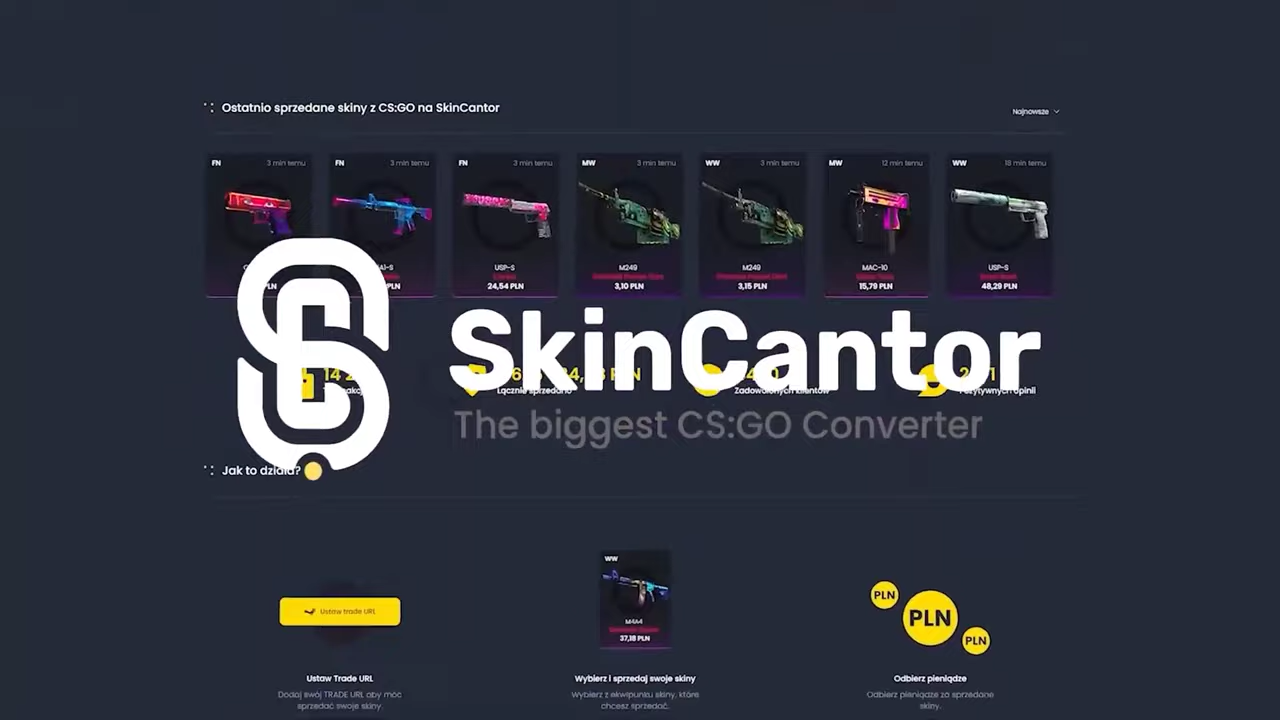 Ostatnio sprzedane skiny z CS:GO na SkinCantor
Najnowsze
FN 3 min temu
FN 3 min temu
FN 3 min temu
MW 3 min temu
WW 3 min temu
MW 12 min temu
WW 18 min temu
USP-S
M249
M249
MAC-10
USP-S
PLN
PLN
24,54 PLN
3,10 PLN
3,15 PLN
15,79 PLN
48,29 PLN
SkinCantor
Łącznie sprzedano
Zadowolonych klientów
Pozytywnych opinii
The biggest CS:GO Converter
Jak to działa?
WW
Ustaw trade URL
M4A4
37,18 PLN
PLN
PLN
PLN
Ustaw Trade URL
Wybierz i sprzedaj swoje skiny
Odbierz pieniądze
Dodaj swój TRADE URL aby móc
sprzedać swoje skiny.
Wybierz z ekwipunku skiny, które
chcesz sprzedać.
Odbierz pieniądze za sprzedane
skiny.